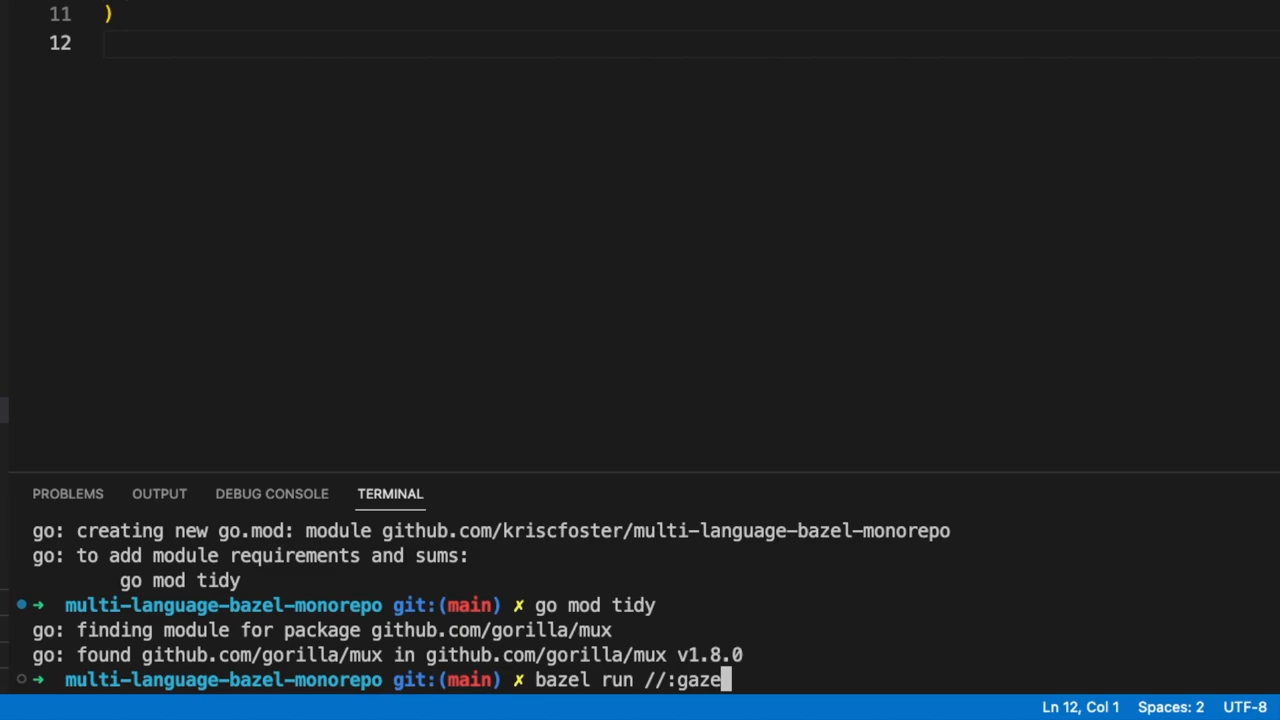 11 )
12
PROBLEMS OUTPUT DEBUG CONSOLE TERMINAL
go: creating new go.mod: module github.com/kriscfoster/multi-language-bazel-monorepo
go: to add module requirements and sums:
go mod tidy
➜ multi-language-bazel-monorepo git:(main) ✗ go mod tidy
go: finding module for package github.com/gorilla/mux
go: found github.com/gorilla/mux in github.com/gorilla/mux v1.8.0
➜ multi-language-bazel-monorepo git:(main) ✗ bazel run //:gaze
Ln 12, Col 1 Spaces: 2 UTF-8